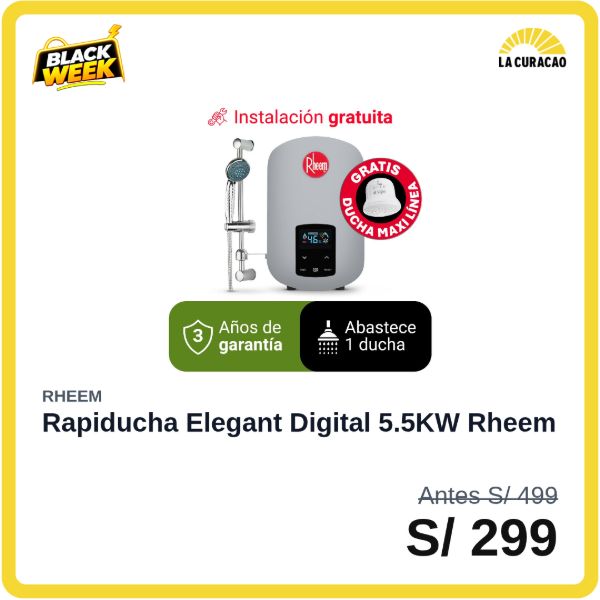 BLACK
WEEK
LA CURACAO
Instalación gratuita
Rheem
GRATIS
DUCHA MAXI LÍNEA
46
3
Años de
garantía
Abastece
1 ducha
RHEEM
Rapiducha Elegant Digital 5.5KW Rheem
Antes S/ 499
S/ 299